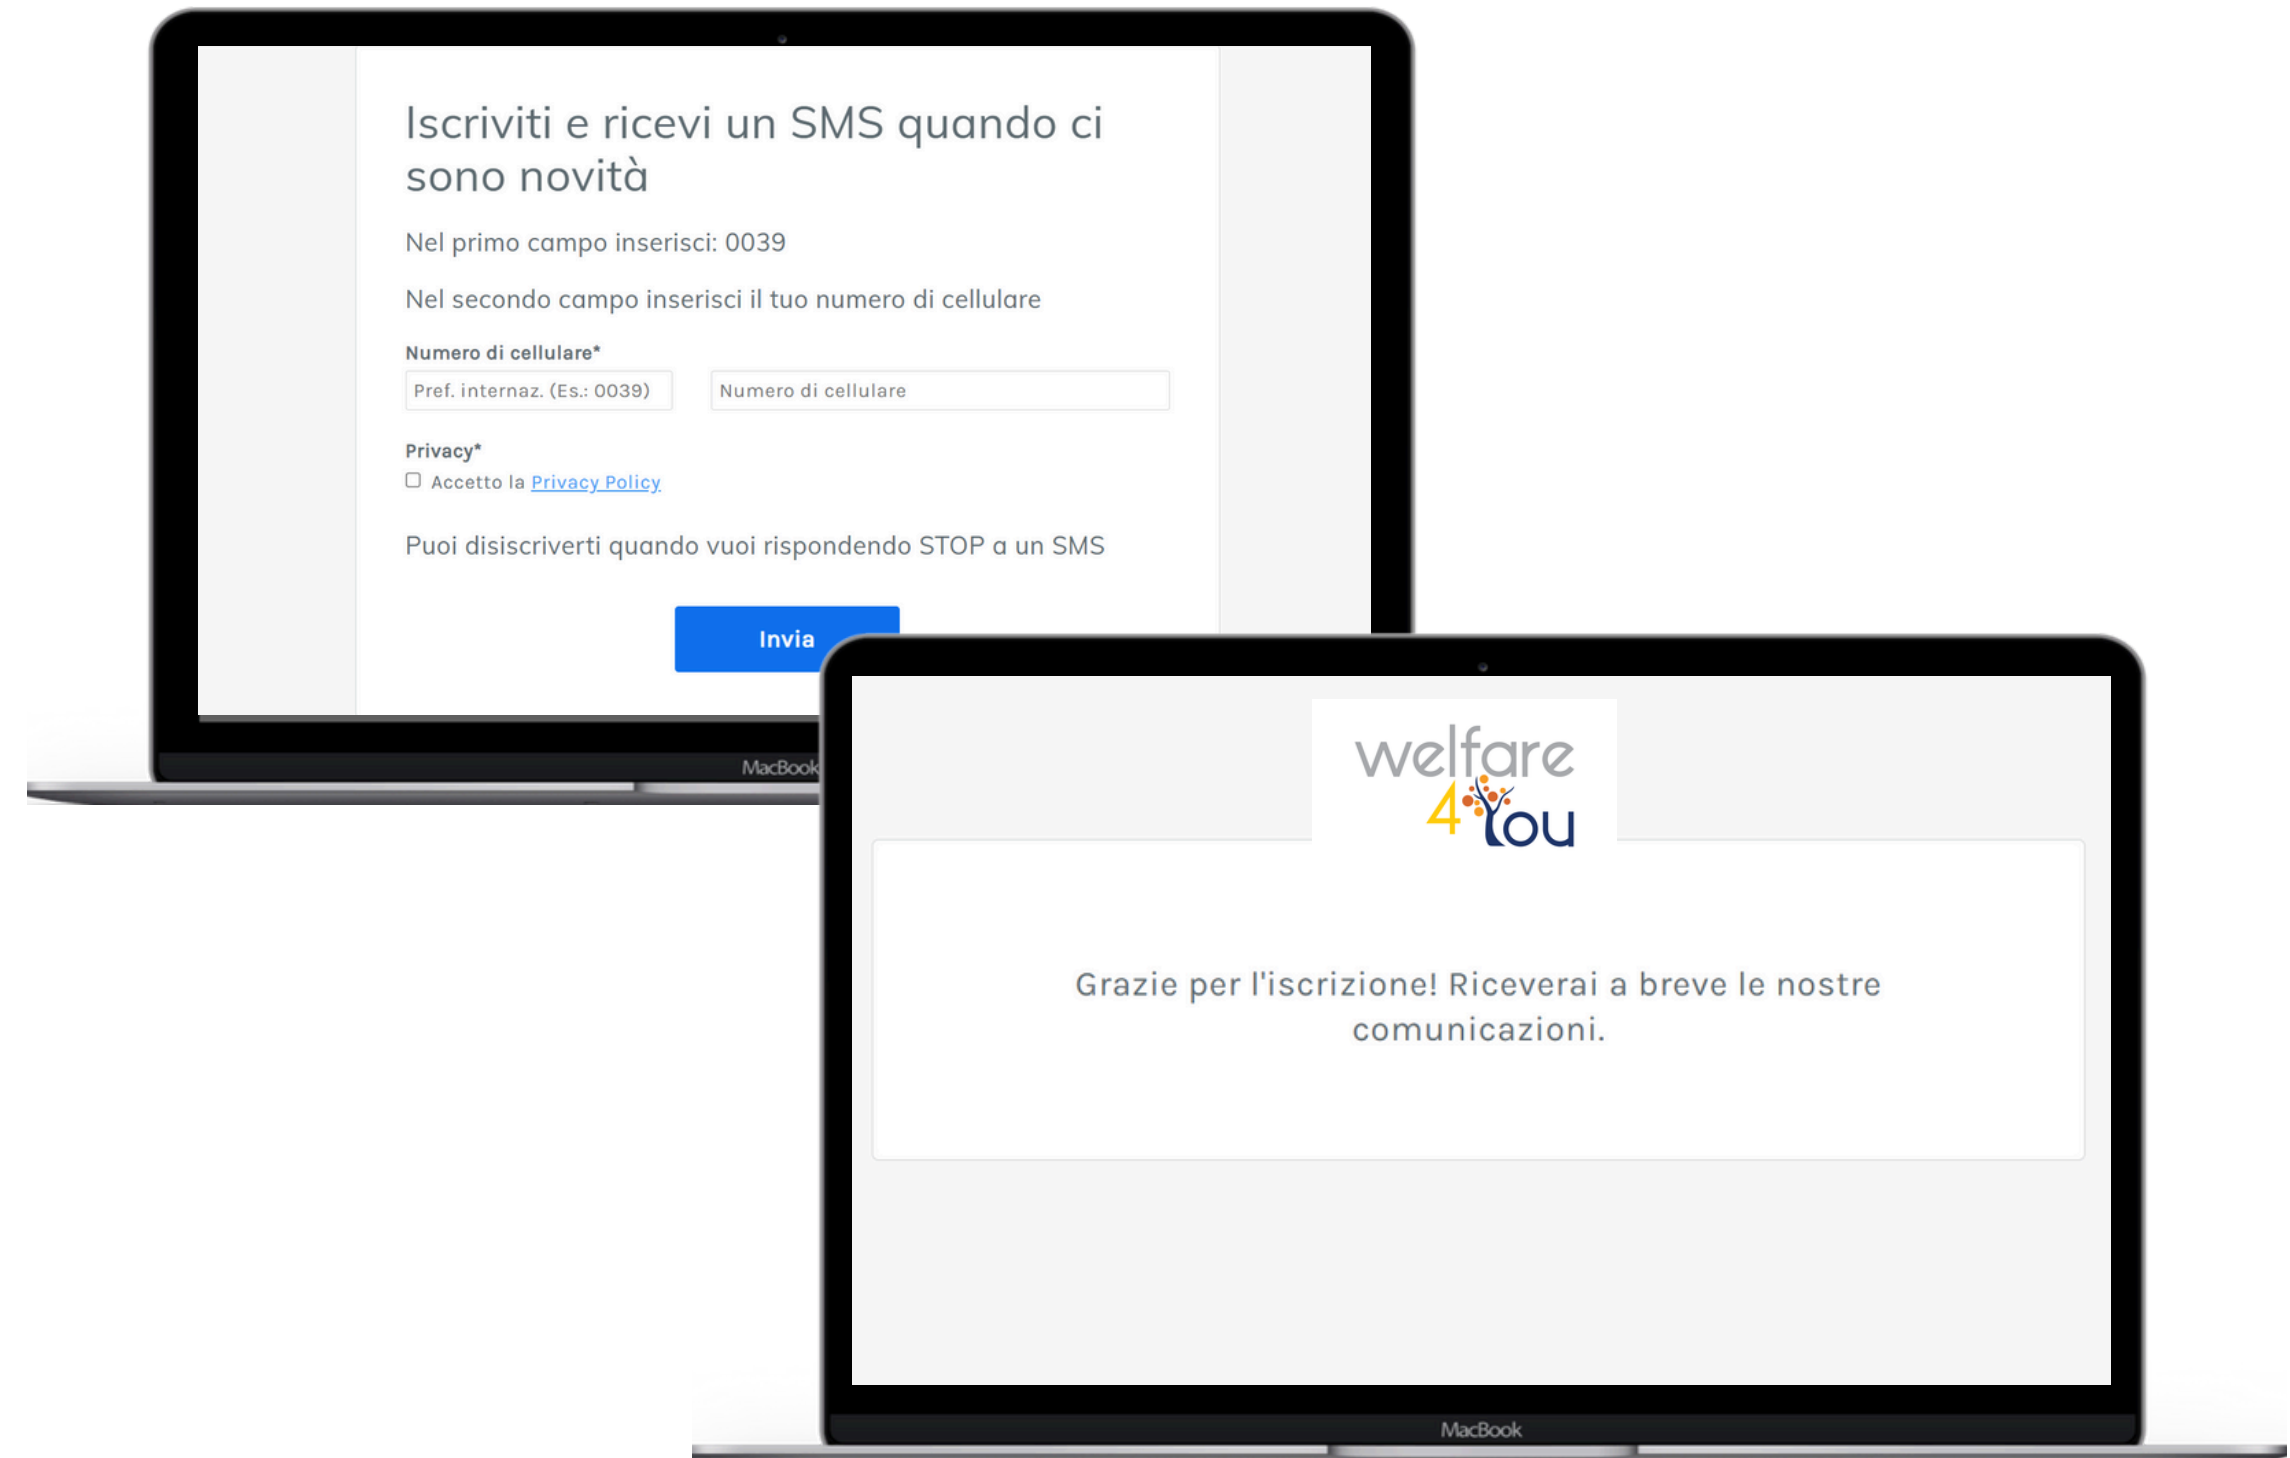 Iscriviti e ricevi un SMS quando ci
sono novità
Nel primo campo inserisci: 0039
Nel secondo campo inserisci il tuo numero di cellulare
Numero di cellulare*
Pref. internaz. (Es.: 0039)
Numero di cellulare
Privacy*
Accetto la Privacy Policy
Puoi disiscriverti quando vuoi rispondendo STOP a un SMS
Invia
MacBook
welfare
4You
Grazie per l'iscrizione! Riceverai a breve le nostre
comunicazioni.
MacBook